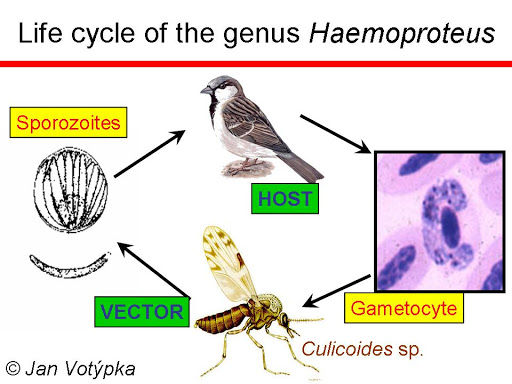 Life cycle of the genus Haemoproteus
Sporozoites
HOST
VECTOR
Gametocyte
Culicoides sp.
© Jan Votýpka